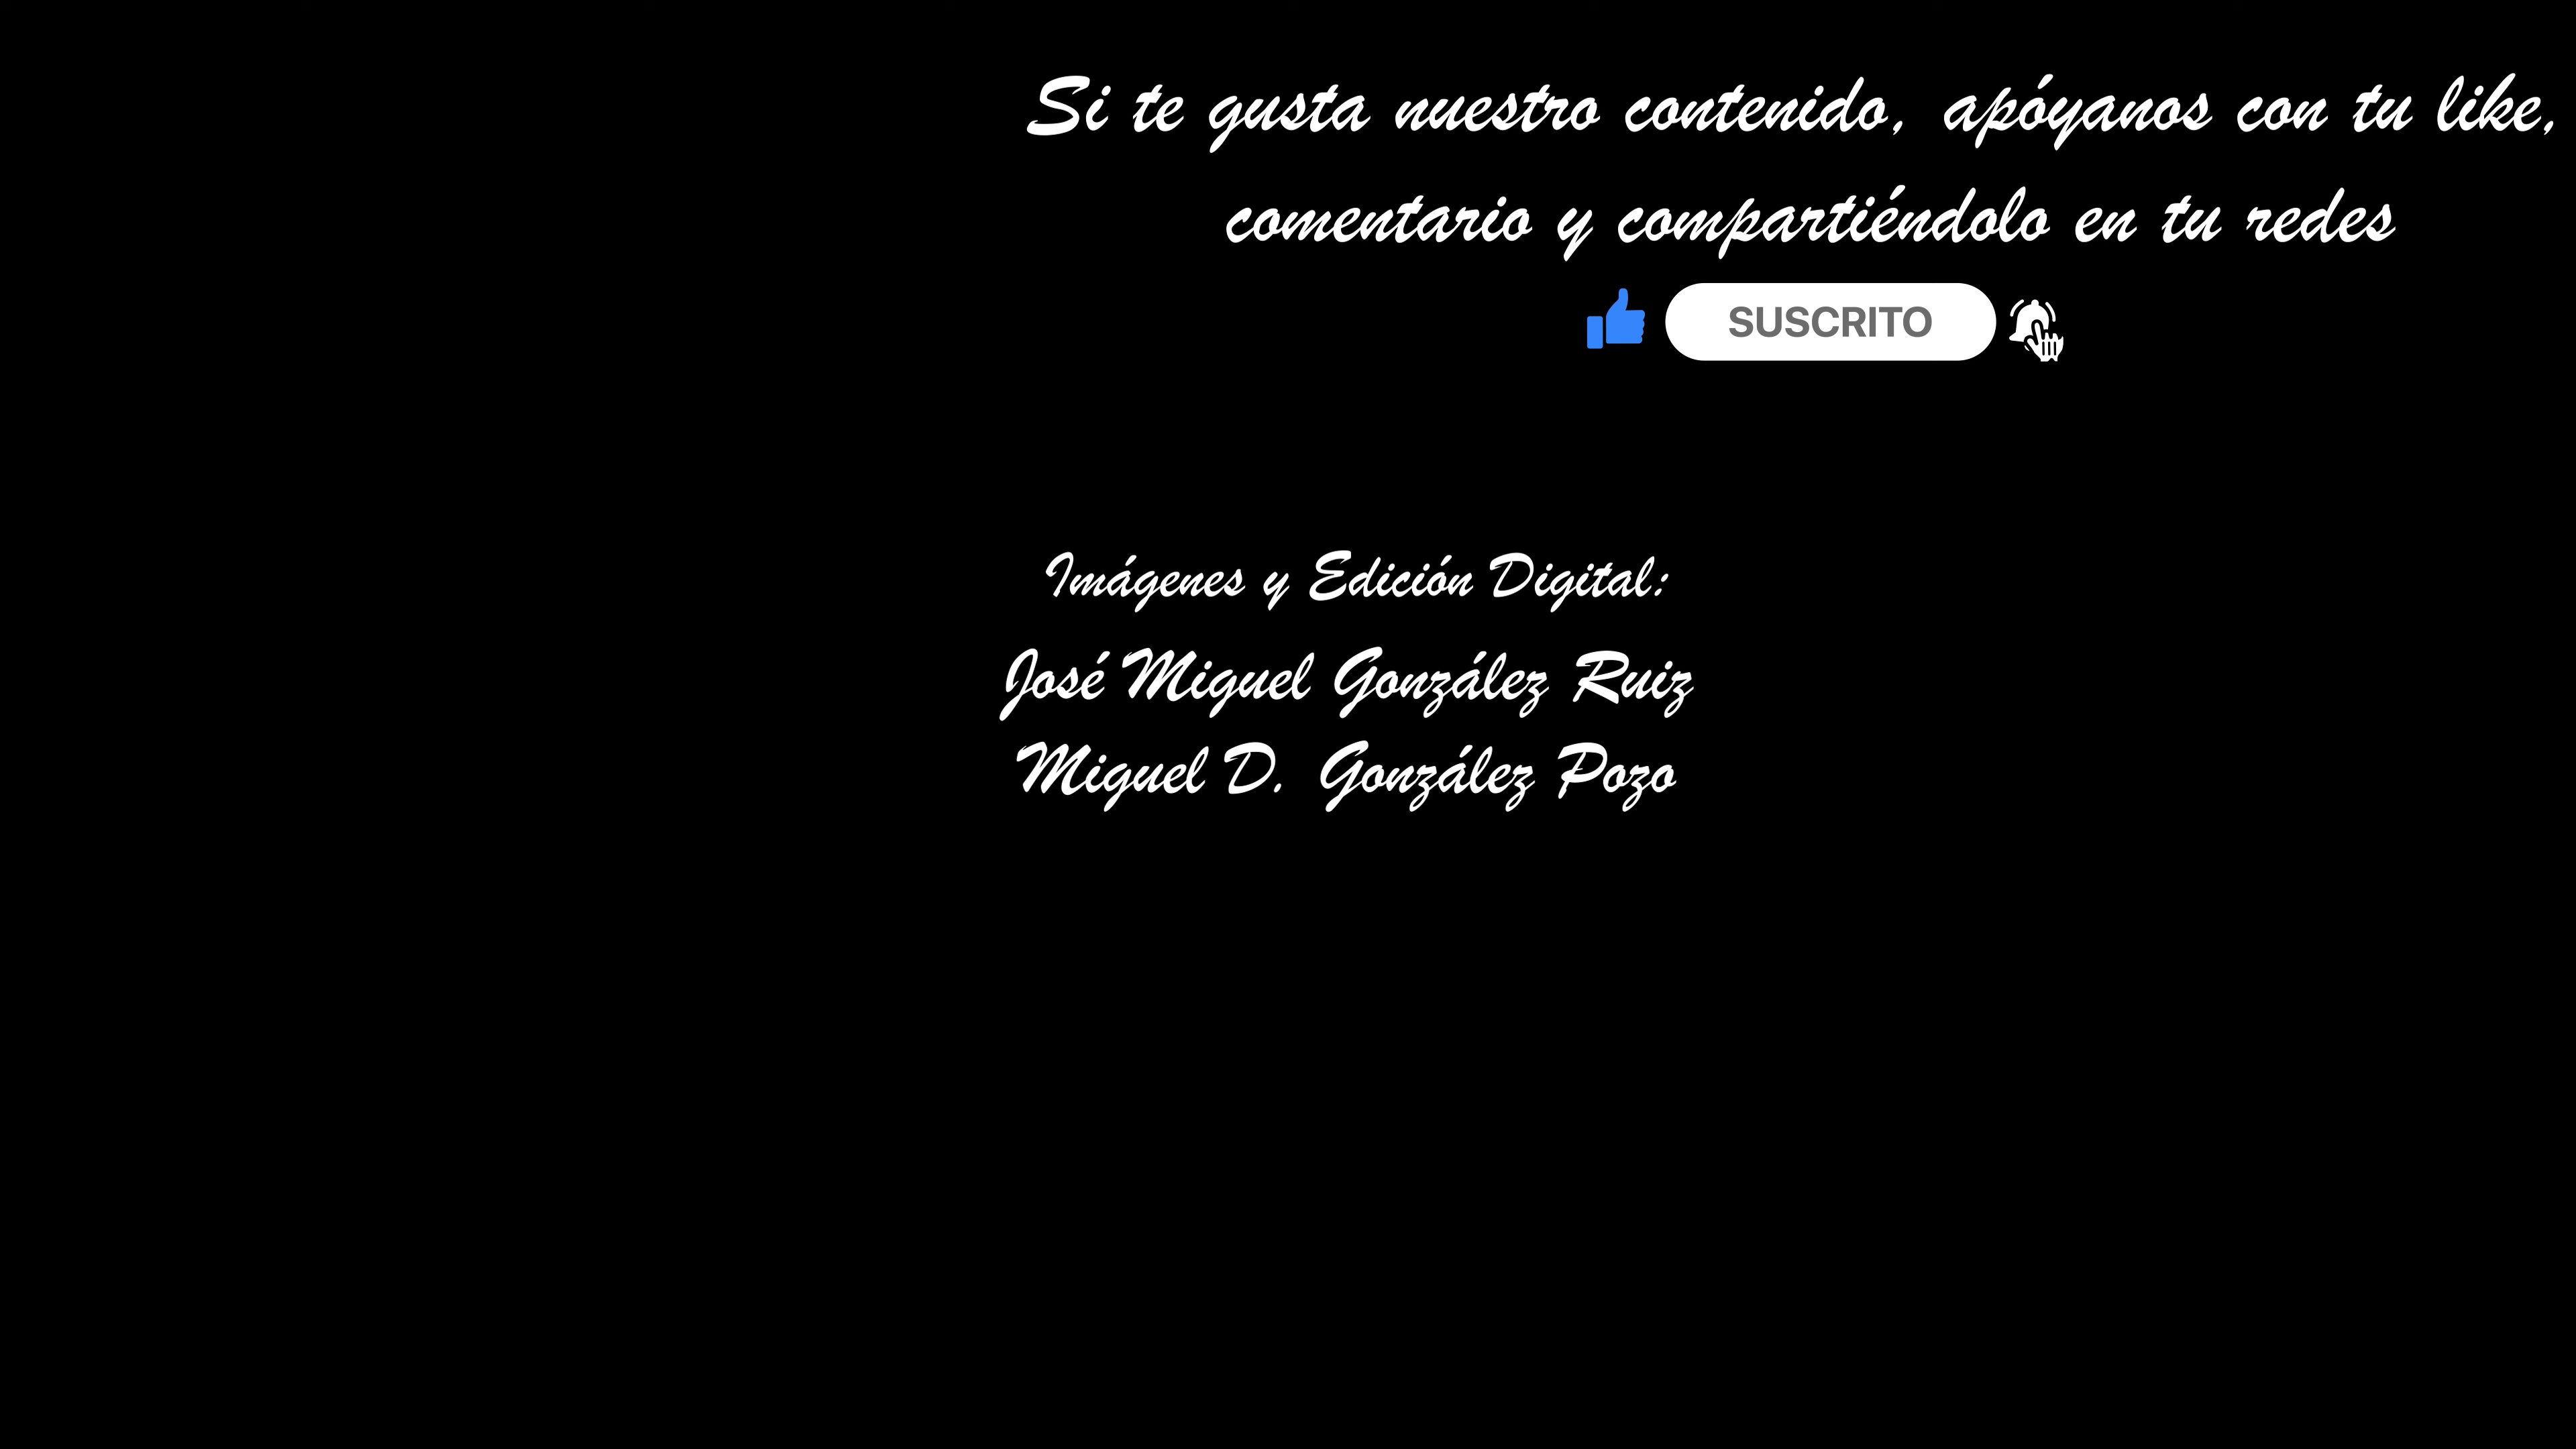 Si te gusta nuestro contenido, apóyanos con tu like,
comentario y compartiéndolo en tu redes
SUSCRITO
Imágenes y Edición Digital:
José Miguel González Ruiz
Miguel D. González Pozo